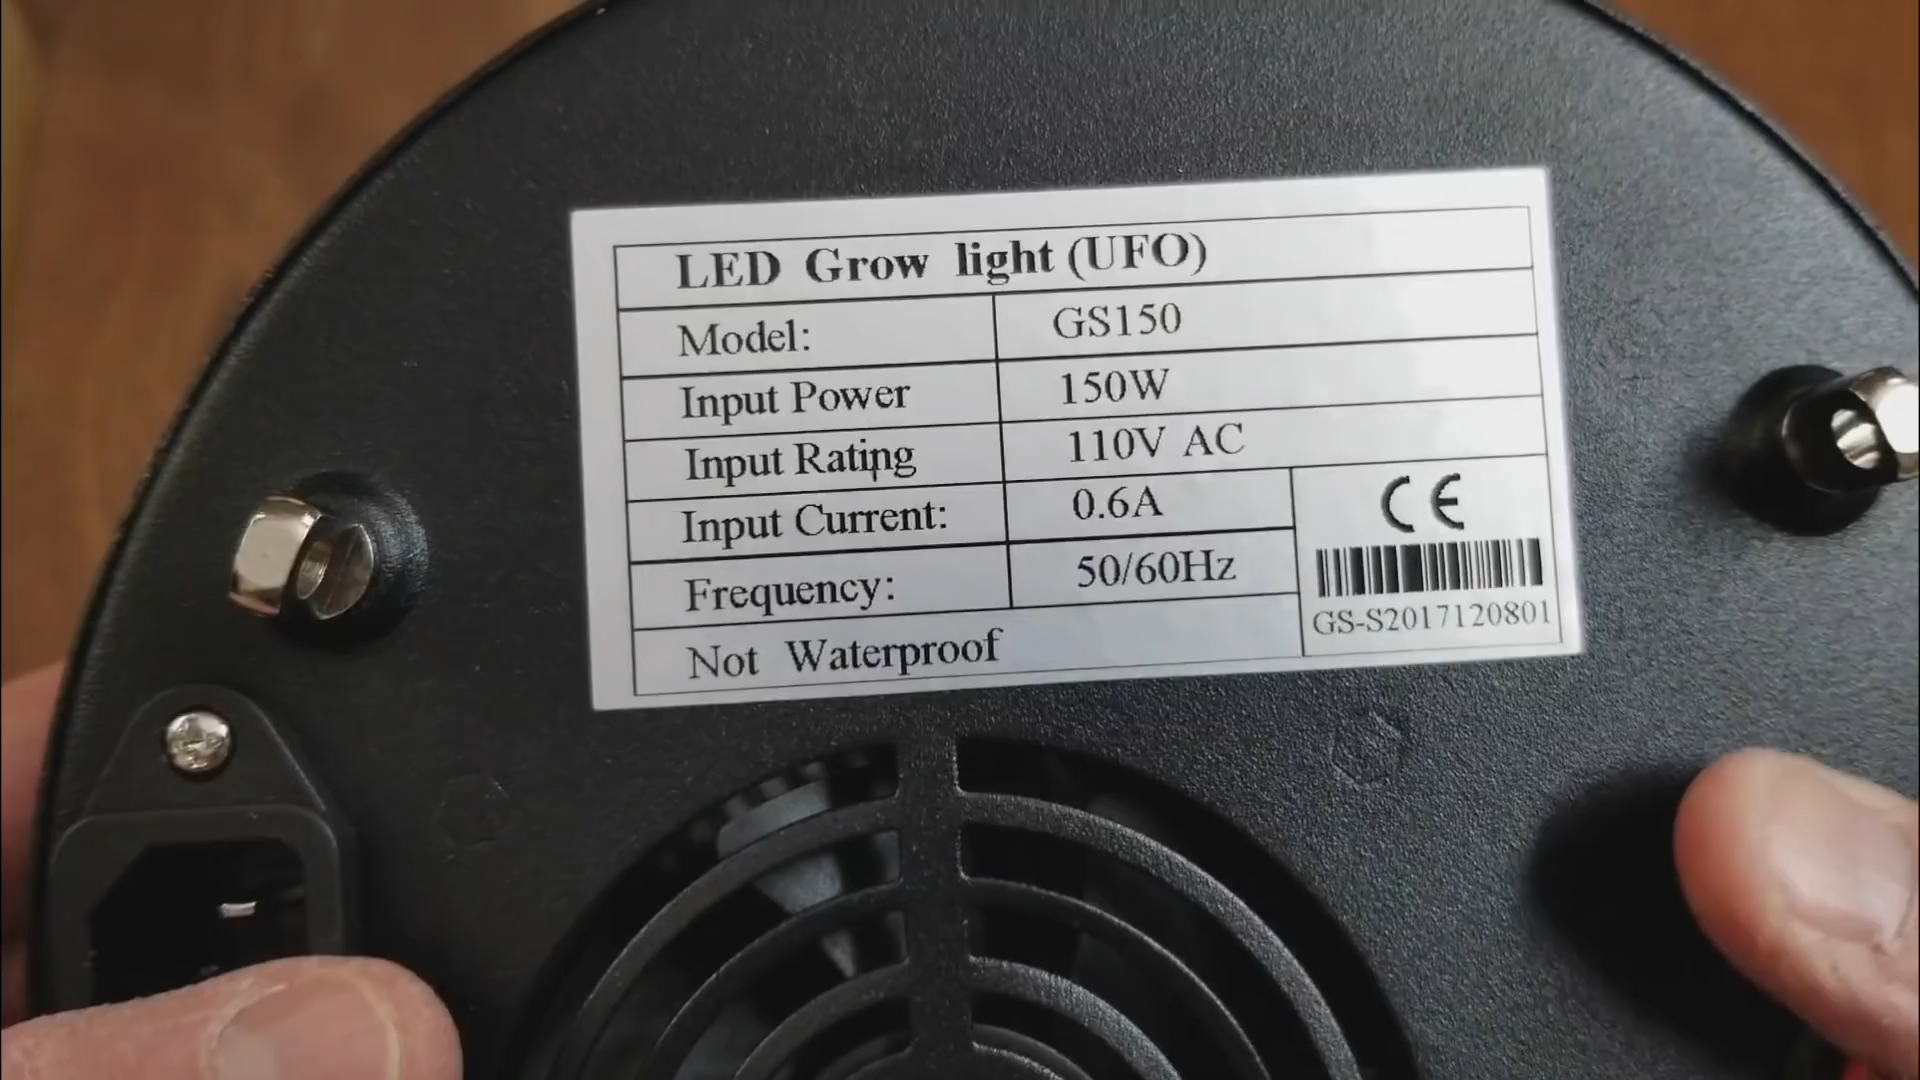 LED Grow light (UFO)
Model: GS150
Input Power 150W
Input Rating 110V AC
Input Current: 0.6A
Frequency: 50/60Hz
Not Waterproof
CE
GS-S2017120801